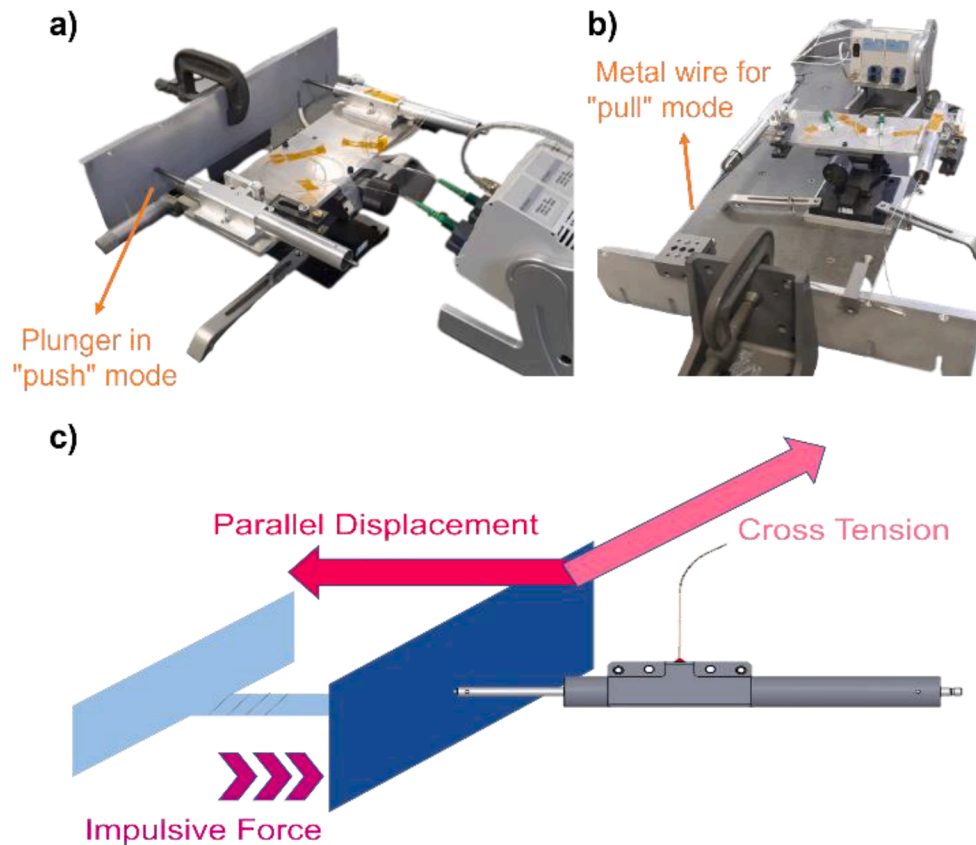 a)
Plunger in
"push" mode
b)
Metal wire for
"pull" mode
c)
Parallel Displacement
Cross Tension
Impulsive Force